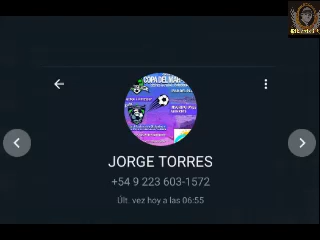 COPA DEL MAR
JORGE TORRES
+54 9 223 603-1572
Últ. vez hoy a las 06:55